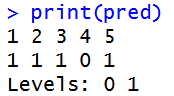 > print(pred)
1 2 3 4 5
1 1 1 0 1
Levels: 0 1